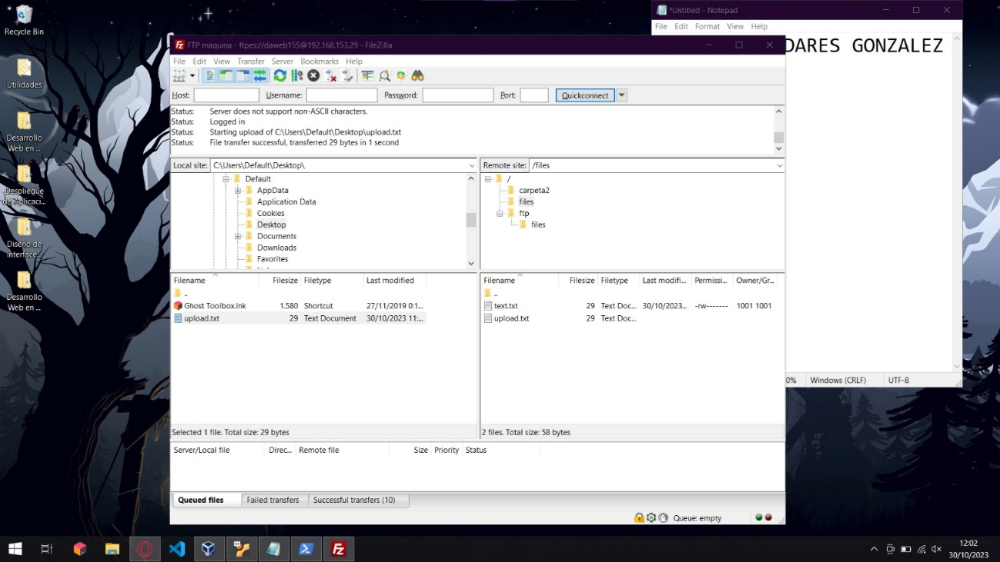 Recycle Bin
Utilidades
Desarrollo
Web en ...
Despliegue
de Aplicaci...
Diseño de
interface...
Desarrollo
Web en ...
*Untitled - Notepad
File Edit Format View Help
DARES GONZALEZ
0% Windows (CRLF) UTF-8
FTP maquina - ftpes://daweb155@192.168.153.29 - FileZilla
File Edit View Transfer Server Bookmarks Help
Host: Username: Password: Port: Quickconnect
Status: Server does not support non-ASCII characters.
Status: Logged in
Status: Starting upload of C:\Users\Default\Desktop\upload.txt
Status: File transfer successful, transferred 29 bytes in 1 second
Local site: C:\Users\Default\Desktop\
Default
AppData
Application Data
Cookies
Desktop
Documents
Downloads
Favorites
Remote site: /files
/
carpeta2
files
ftp
files
Filename Filesize Filetype Last modified
..
Ghost Toolbox.lnk 1.580 Shortcut 27/11/2019 0:1...
upload.txt 29 Text Document 30/10/2023 11:...
Selected 1 file. Total size: 29 bytes
Filename Filesize Filetype Last modifi... Permissi... Owner/Gr...
..
text.txt 29 Text Doc... 30/10/2023... -rw------- 1001 1001
upload.txt 29 Text Doc...
2 files. Total size: 58 bytes
Server/Local file Direc... Remote file Size Priority Status
Queued files Failed transfers Successful transfers (10)
Queue: empty
12:02
30/10/2023